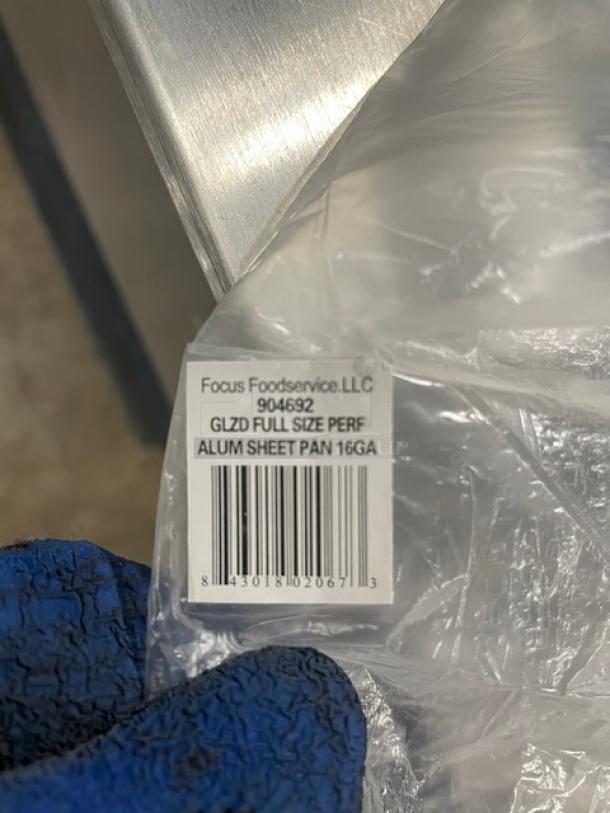 Focus Foodservice.LLC
904692
GLZD FULL SIZE PERF
ALUM SHEET PAN 16GA
8 43018 02067 3